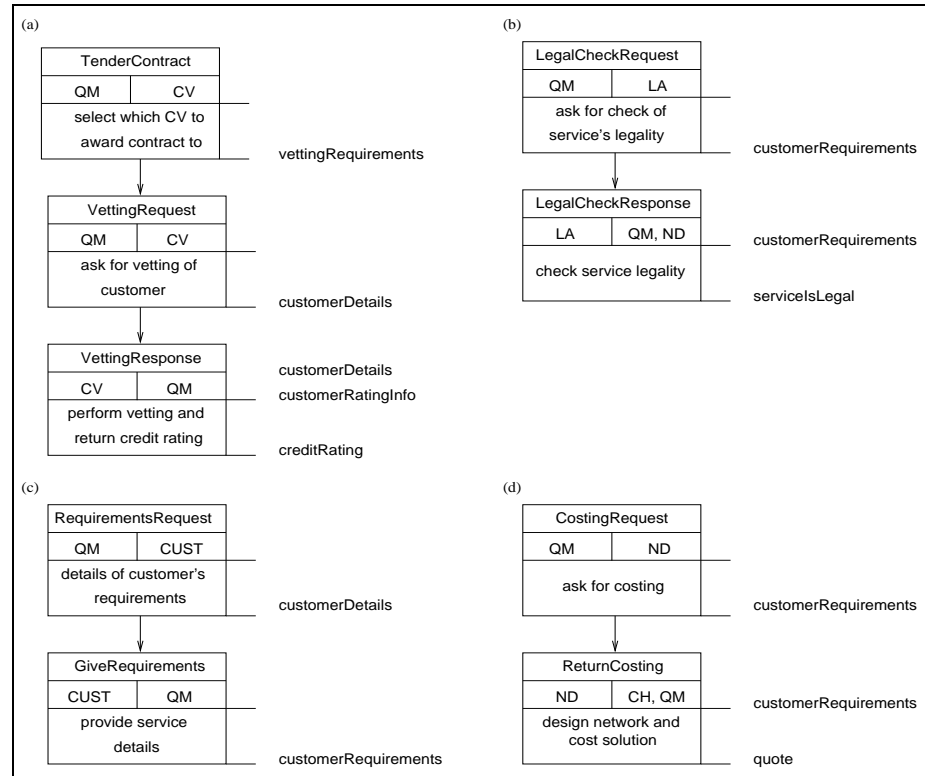 (a)
TenderContract
QM CV
select which CV to
award contract to
vettingRequirements
VettingRequest
QM CV
ask for vetting of
customer
customerDetails
VettingResponse
customerDetails
CV QM
customerRatingInfo
perform vetting and
return credit rating
creditRating
(b)
LegalCheckRequest
QM LA
ask for check of
service's legality
customerRequirements
LegalCheckResponse
LA QM, ND
customerRequirements
check service legality
serviceIsLegal
(c)
RequirementsRequest
QM CUST
details of customer's
requirements
customerDetails
GiveRequirements
CUST QM
provide service
details
customerRequirements
(d)
CostingRequest
QM ND
ask for costing
customerRequirements
ReturnCosting
ND CH, QM
customerRequirements
design network and
cost solution
quote